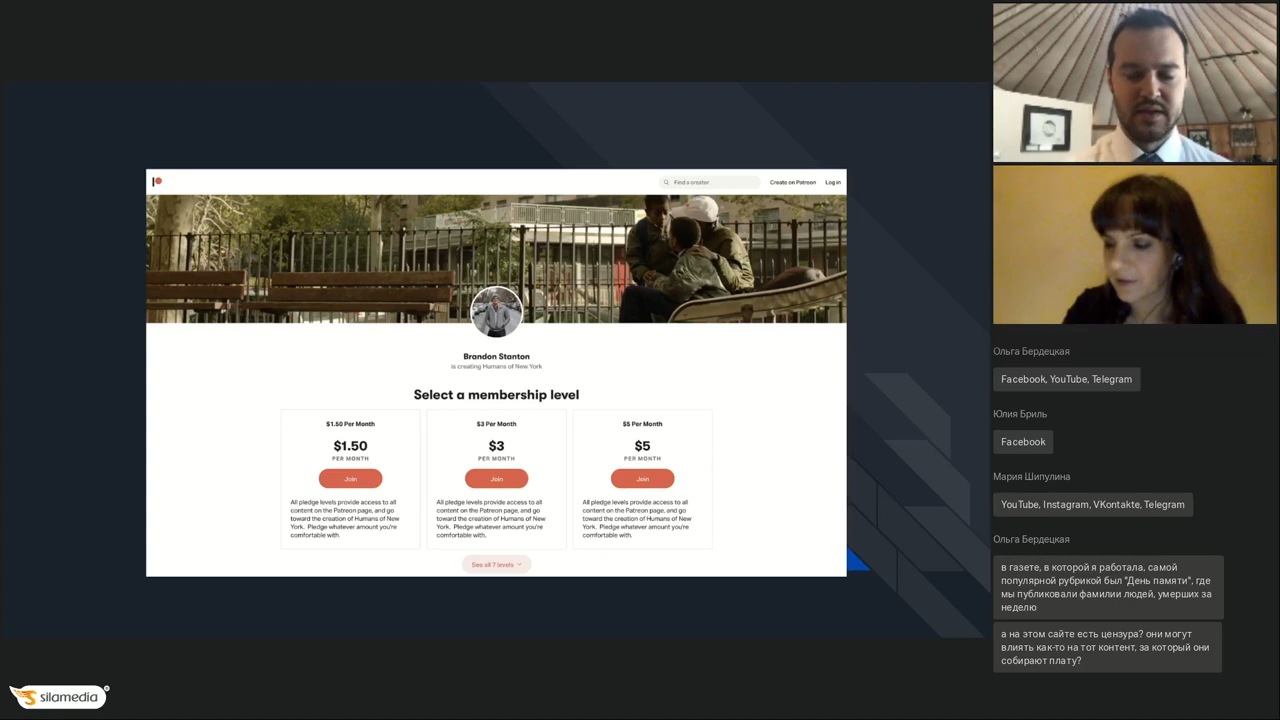 Find a creator
Create on Patreon
Log in
Brandon Stanton
is creating Humans of New York
Select a membership level
$1.50 Per Month
$1.50
PER MONTH
Join
All pledge levels provide access to all
content on the Patreon page, and go
toward the creation of Humans of New
York. Pledge whatever amount you're
comfortable with.
$3 Per Month
$3
PER MONTH
Join
All pledge levels provide access to all
content on the Patreon page, and go
toward the creation of Humans of New
York. Pledge whatever amount you're
comfortable with.
$5 Per Month
$5
PER MONTH
Join
All pledge levels provide access to all
content on the Patreon page, and go
toward the creation of Humans of New
York. Pledge whatever amount you're
comfortable with.
See all 7 levels
Ольга Бердецкая
Facebook, YouTube, Telegram
Юлия Бриль
Facebook
Мария Шипулина
YouTube, Instagram, VKontakte, Telegram
Ольга Бердецкая
в газете, в которой я работала, самой
популярной рубрикой был "День памяти", где
мы публиковали фамилии людей, умерших за
неделю
а на этом сайте есть цензура? они могут
влиять как-то на тот контент, за который они
собирают плату?
silamedia